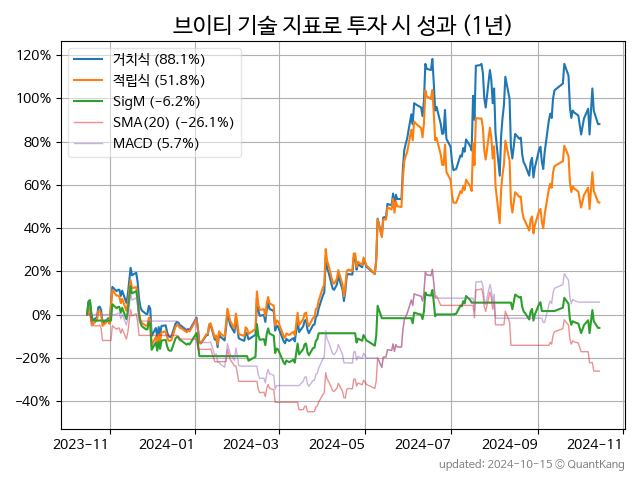 브이티 기술 지표로 투자 시 성과 (1년)
거치식 (88.1%)
적립식 (51.8%)
SigM (−6.2%)
SMA(20) (−26.1%)
MACD (5.7%)
120%
100%
80%
60%
40%
20%
0%
−20%
−40%
2023-11
2024-01
2024-03
2024-05
2024-07
2024-09
2024-11
updated: 2024-10-15 © QuantKang